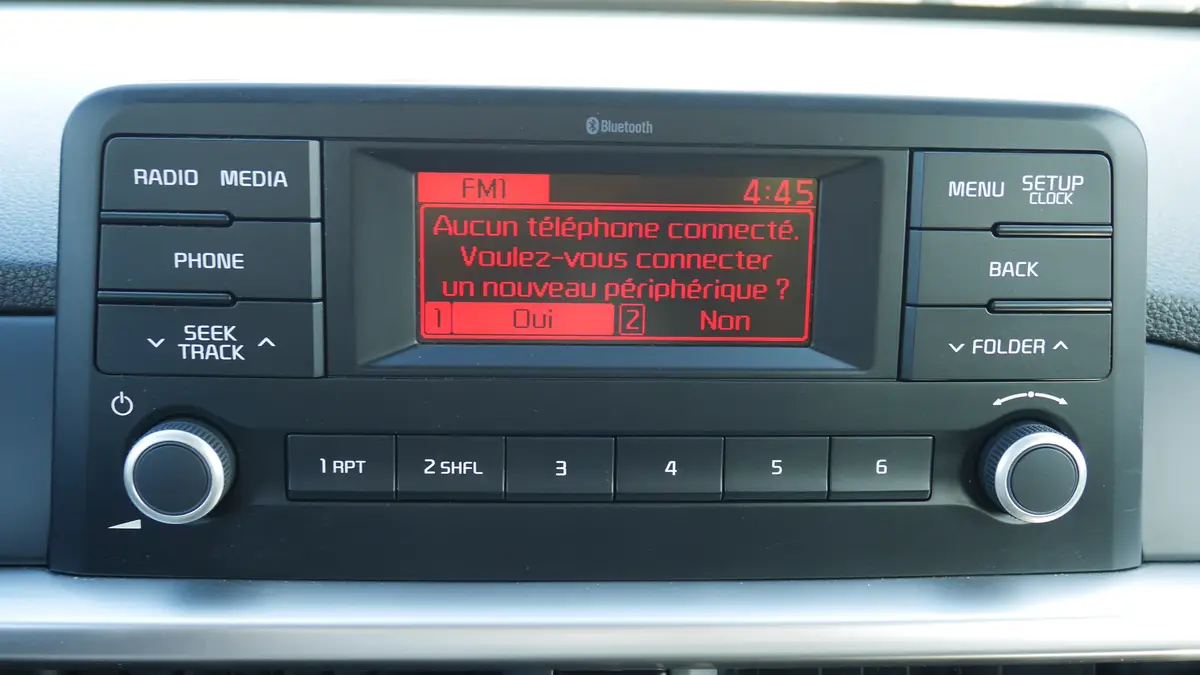 Bluetooth
RADIO MEDIA
PHONE
SEEK
TRACK
FM1 4:45
Aucun téléphone connecté.
Voulez-vous connecter
un nouveau périphérique ?
1 Oui 2 Non
MENU SETUP
CLOCK
BACK
FOLDER
1 RPT 2 SHFL 3 4 5 6